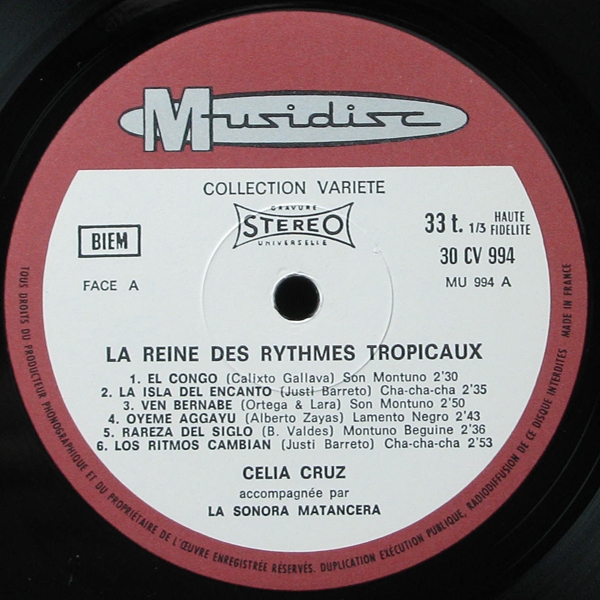 Musidisc
COLLECTION VARIETE
GRAVURE
STEREO
UNIVERSELLE
BIEM
33 t. 1/3 HAUTE FIDELITE
30 CV 994
FACE A
MU 994 A
LA REINE DES RYTHMES TROPICAUX
1. EL CONGO (Calixto Gallava) Son Montuno 2'30
2. LA ISLA DEL ENCANTO (Justi Barreto) Cha-cha-cha 2'35
3. VEN BERNABE (Ortega & Lara) Son Montuno 2'50
4. OYEME AGGAYU (Alberto Zayas) Lamento Negro 2'43
5. RAREZA DEL SIGLO (B. Valdes) Montuno Beguine 2'36
6. LOS RITMOS CAMBIAN (Justi Barreto) Cha-cha-cha 2'53
CELIA CRUZ
accompagnée par
LA SONORA MATANCERA
TOUS DROITS DU PRODUCTEUR PHONOGRAPHIQUE ET DU PROPRIÉTAIRE DE L'ŒUVRE ENREGISTRÉE RÉSERVÉS. DUPLICATION EXÉCUTION PUBLIQUE, RADIODIFFUSION DE CE DISQUE INTERDITES MADE IN FRANCE